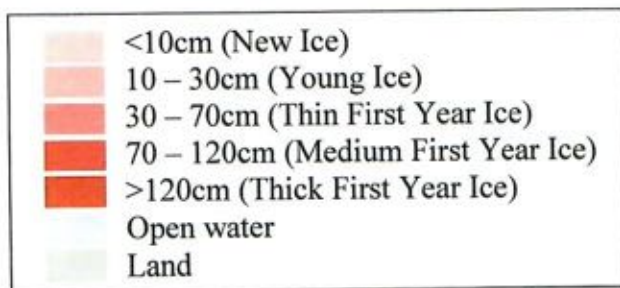 <10cm (New Ice)
10 – 30cm (Young Ice)
30 – 70cm (Thin First Year Ice)
70 – 120cm (Medium First Year Ice)
>120cm (Thick First Year Ice)
Open water
Land